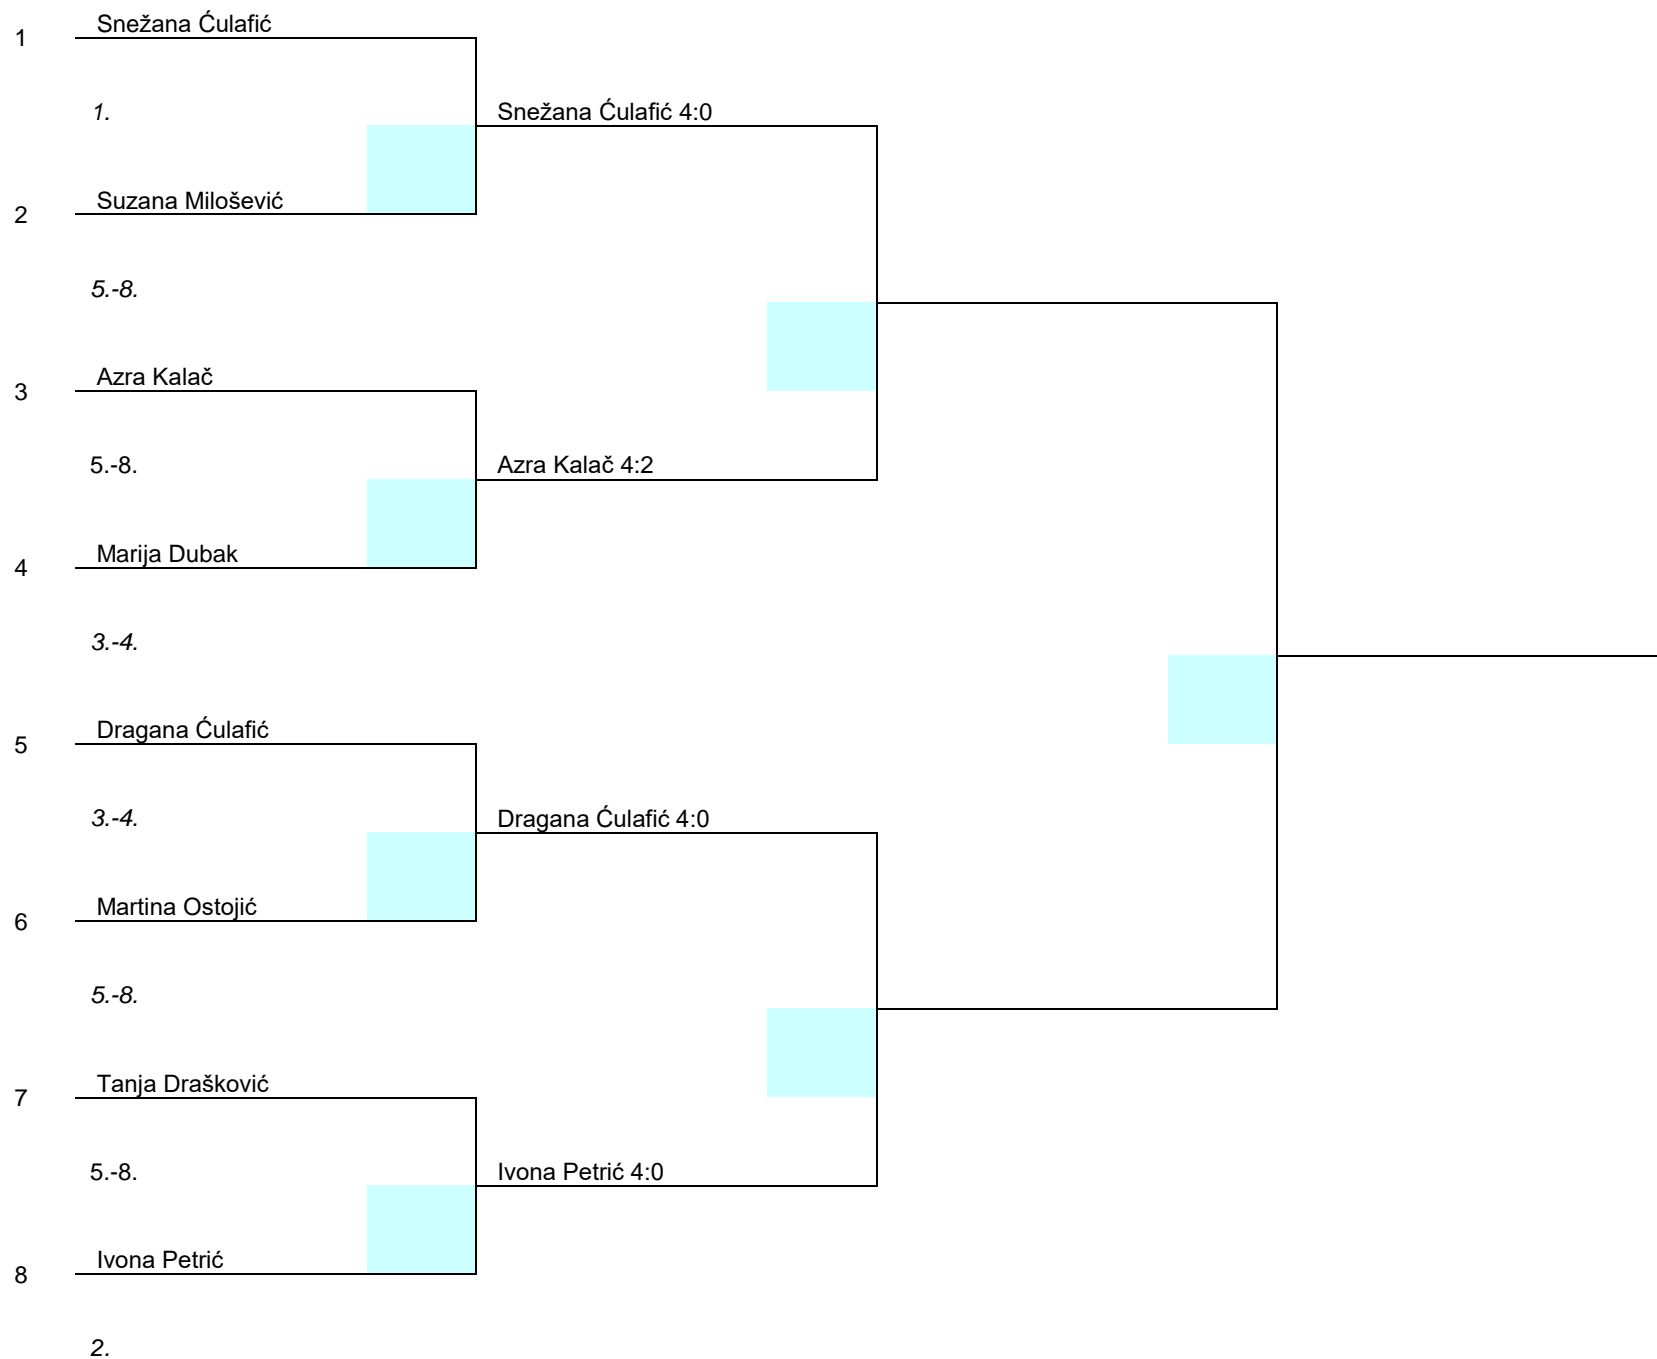 Snežana Ćulafić
1
1.
Snežana Ćulafić 4:0
Suzana Milošević
2
5.-8.
Azra Kalač
3
5.-8.
Azra Kalač 4:2
Marija Dubak
4
3.-4.
Dragana Ćulafić
5
3.-4.
Dragana Ćulafić 4:0
Martina Ostojić
6
5.-8.
Tanja Drašković
7
5.-8.
Ivona Petrić 4:0
Ivona Petrić
8
2.